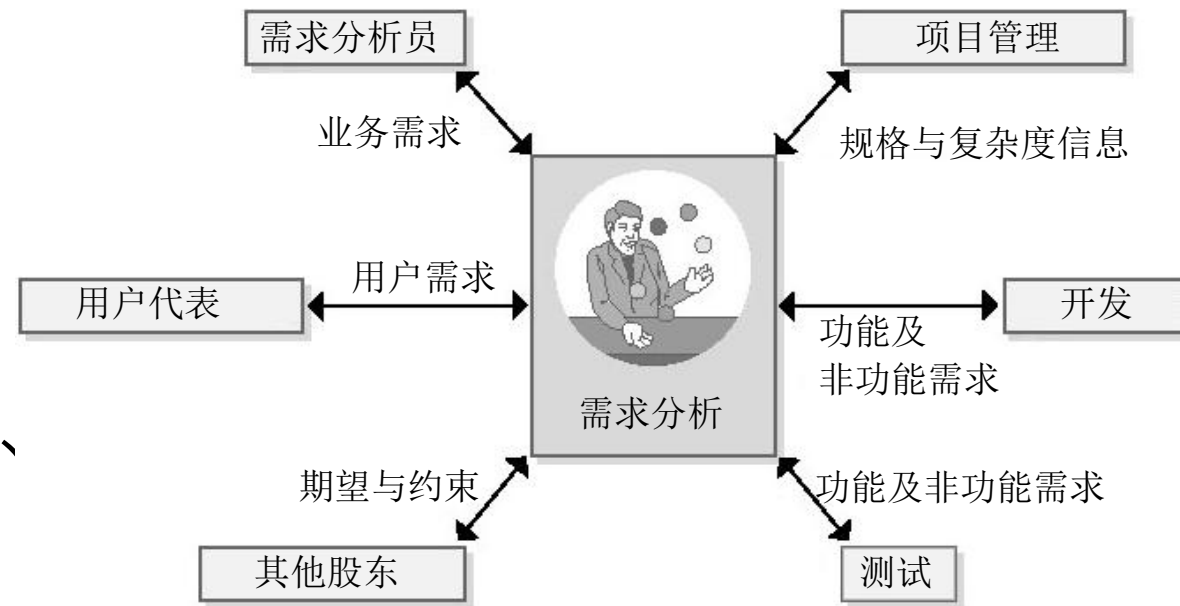 需求分析员
项目管理
业务需求
规格与复杂度信息
用户代表
用户需求
开发
功能及
非功能需求
需求分析
期望与约束
功能及非功能需求
其他股东
测试